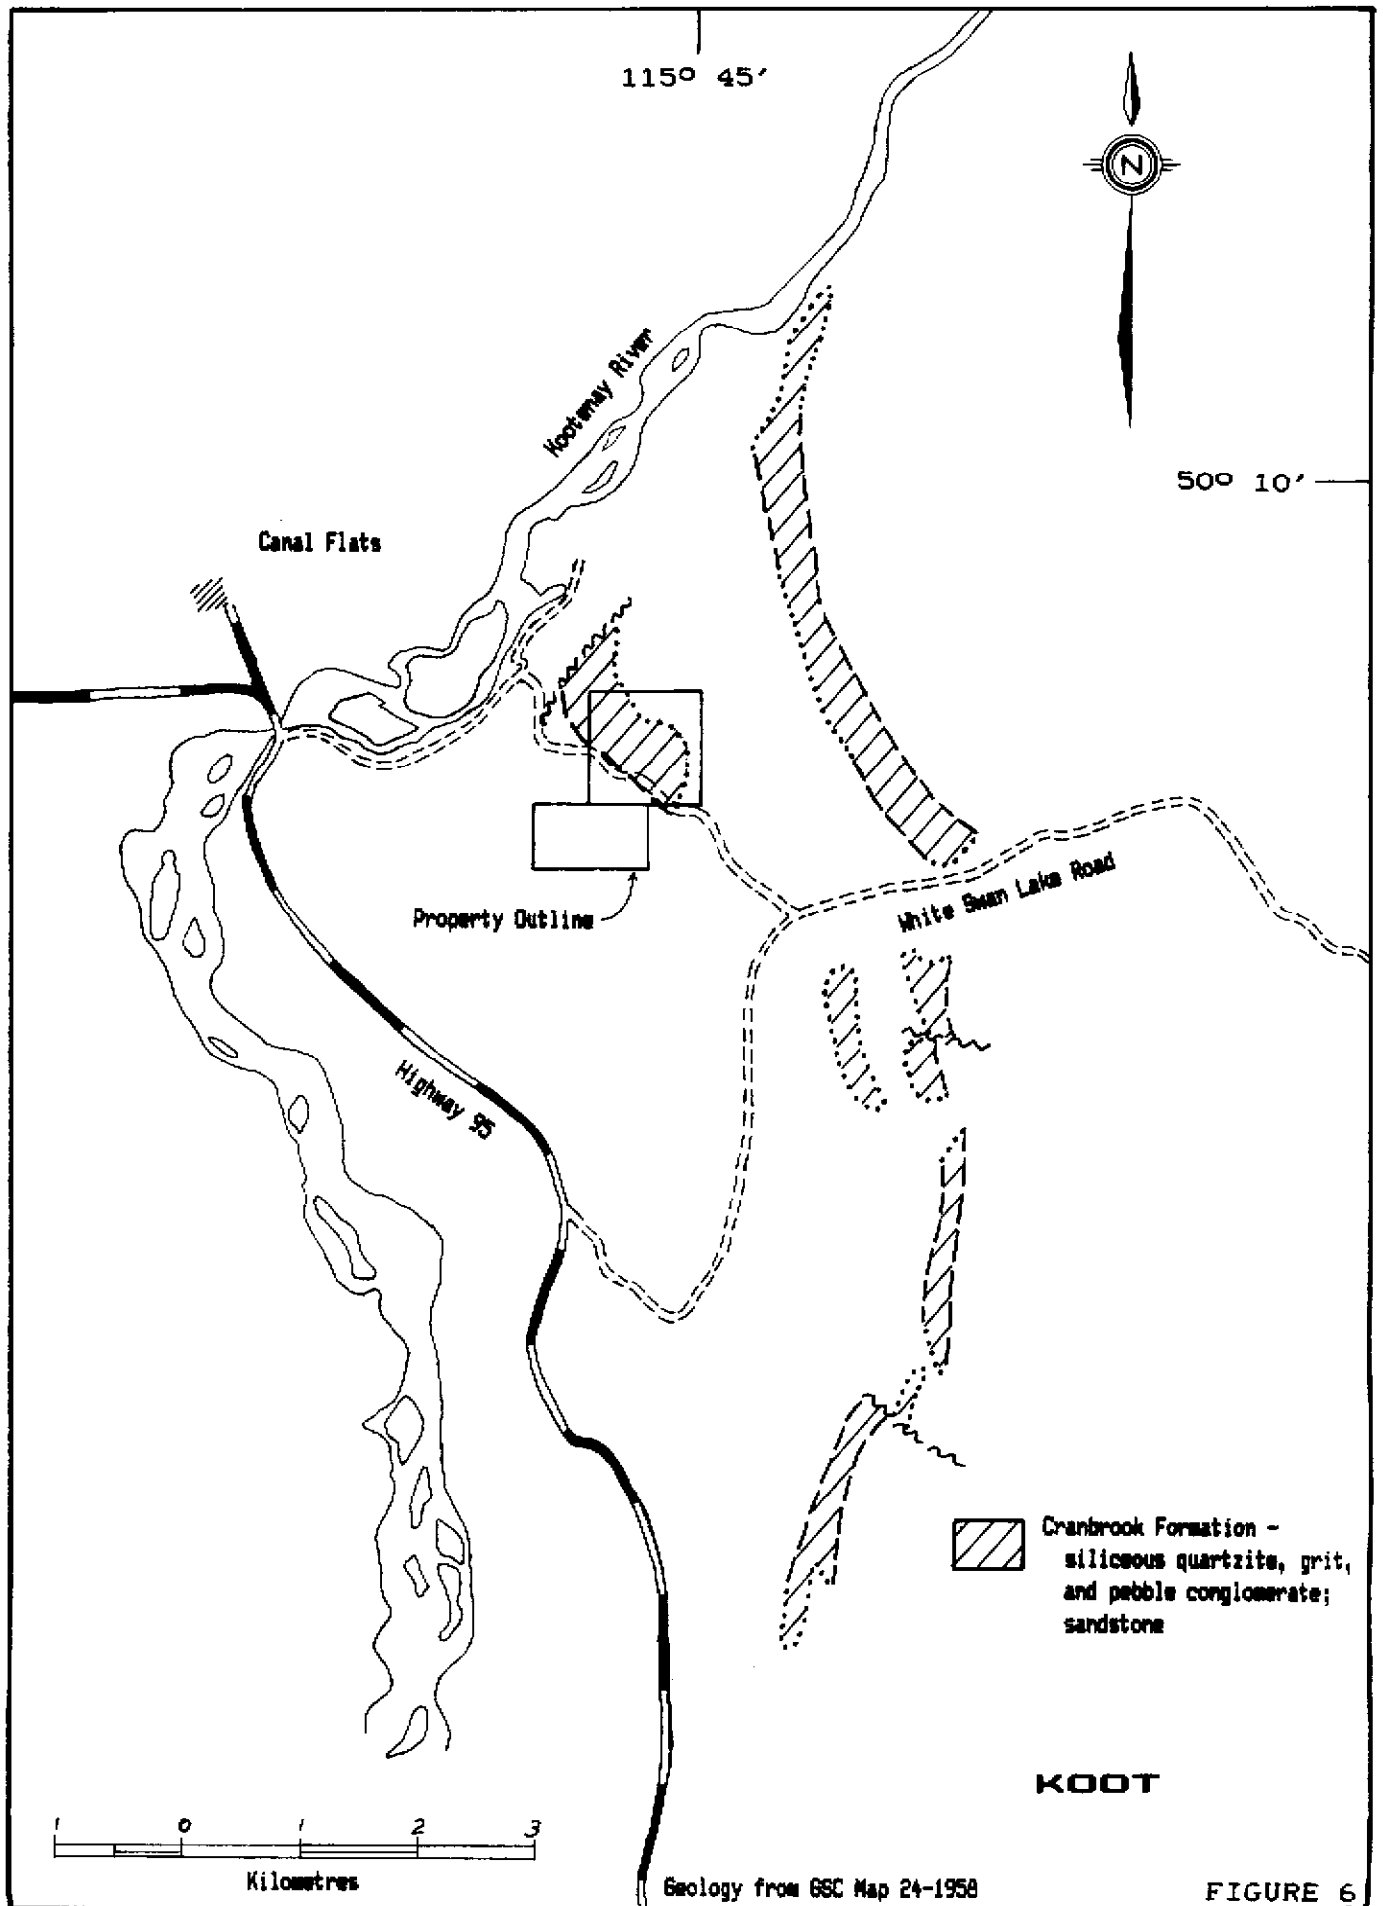 115º 45'
N
Kootenay River
50º 10'
Canal Flats
White Swan Lake Road
Property Outline
Highway 95
Cranbrook Formation -
siliceous quartzite, grit,
and pebble conglomerate;
sandstone
KOOT
1 0 1 2 3
Kilometres
Geology from GSC Map 24-1958
FIGURE 6